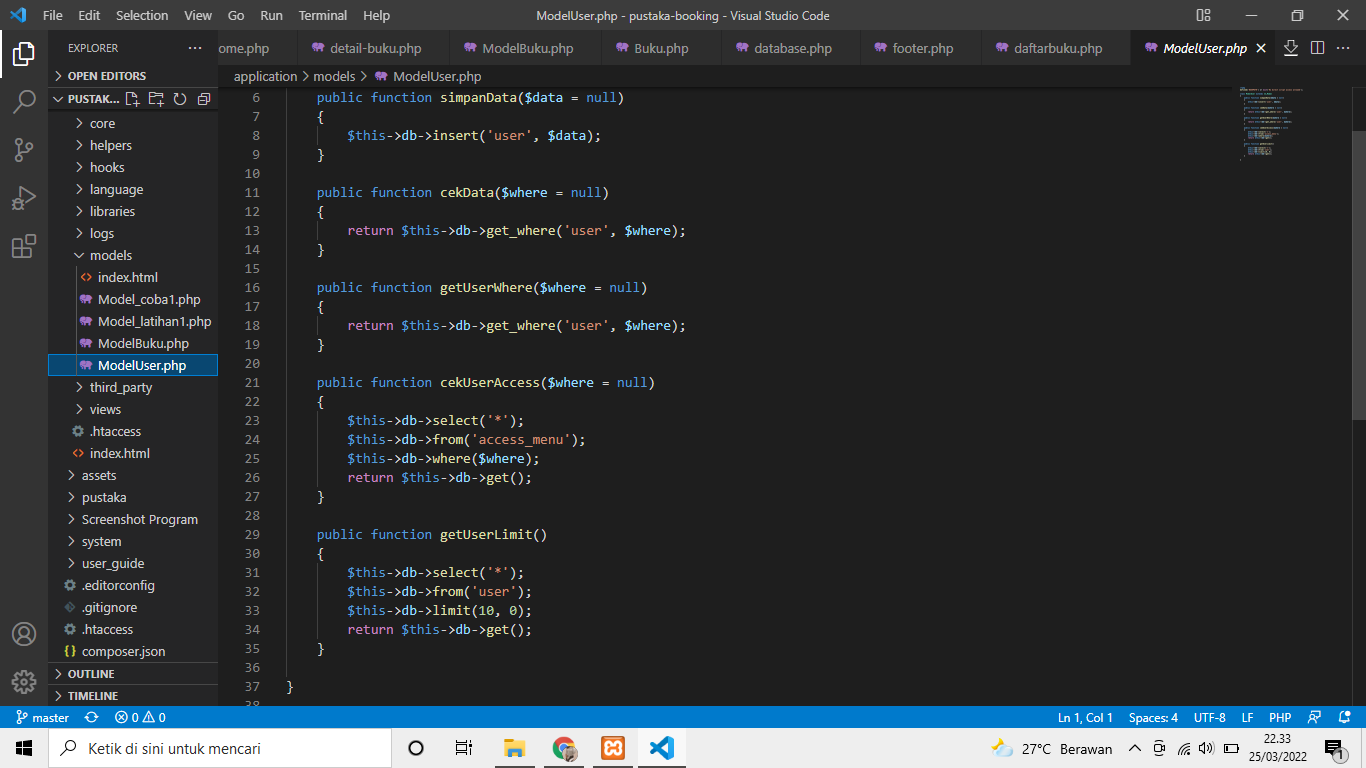 File Edit Selection View Go Run Terminal Help
ModelUser.php - pustaka-booking - Visual Studio Code
EXPLORER
OPEN EDITORS
PUSTAK...
core
helpers
hooks
language
libraries
logs
models
index.html
Model_coba1.php
Model_latihan1.php
ModelBuku.php
ModelUser.php
third_party
views
.htaccess
index.html
assets
pustaka
Screenshot Program
system
user_guide
.editorconfig
.gitignore
.htaccess
composer.json
OUTLINE
TIMELINE
ome.php detail-buku.php ModelBuku.php Buku.php database.php footer.php daftarbuku.php ModelUser.php
application > models > ModelUser.php
6 public function simpanData($data = null)
7 {
8 $this->db->insert('user', $data);
9 }
10
11 public function cekData($where = null)
12 {
13 return $this->db->get_where('user', $where);
14 }
15
16 public function getUserWhere($where = null)
17 {
18 return $this->db->get_where('user', $where);
19 }
20
21 public function cekUserAccess($where = null)
22 {
23 $this->db->select('*');
24 $this->db->from('access_menu');
25 $this->db->where($where);
26 return $this->db->get();
27 }
28
29 public function getUserLimit()
30 {
31 $this->db->select('*');
32 $this->db->from('user');
33 $this->db->limit(10, 0);
34 return $this->db->get();
35 }
36
37 }
38
master 0 0 Ln 1, Col 1 Spaces: 4 UTF-8 LF PHP
Ketik di sini untuk mencari
27°C Berawan
22.33
25/03/2022
1